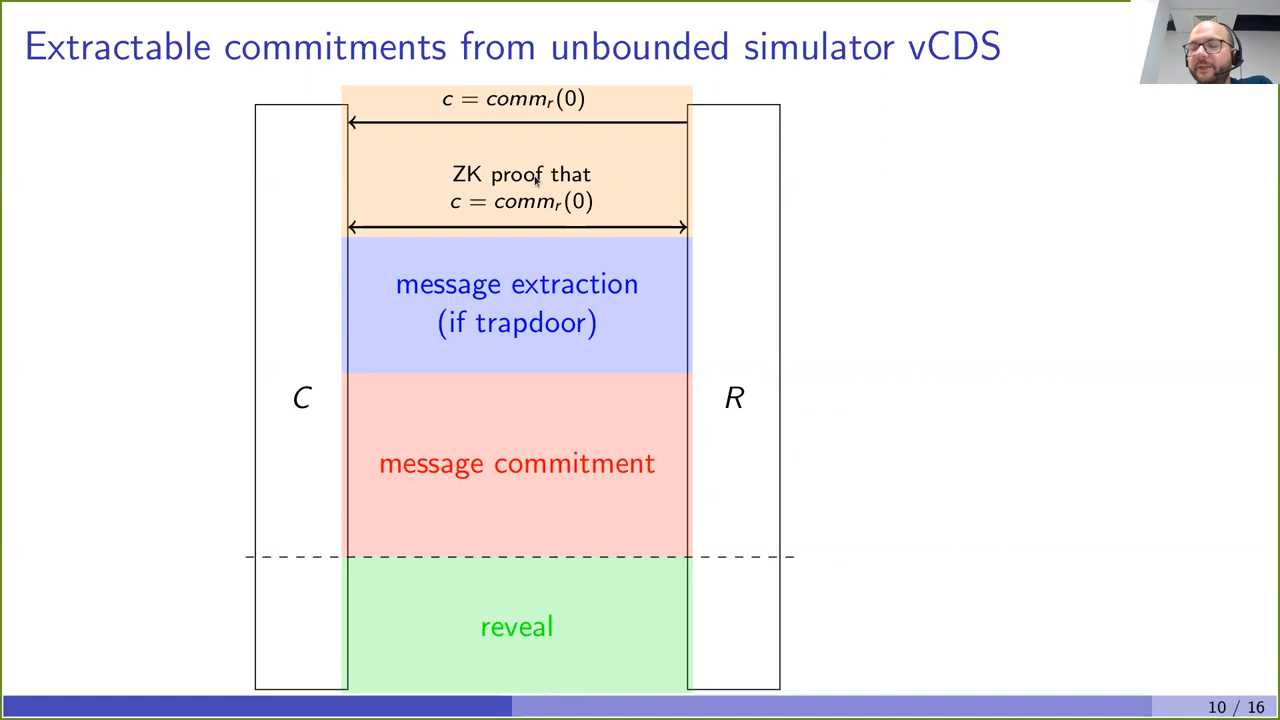 Extractable commitments from unbounded simulator vCDS
c = comm_r(0)
ZK proof that
c = comm_r(0)
message extraction
(if trapdoor)
C
R
message commitment
reveal
10 / 16